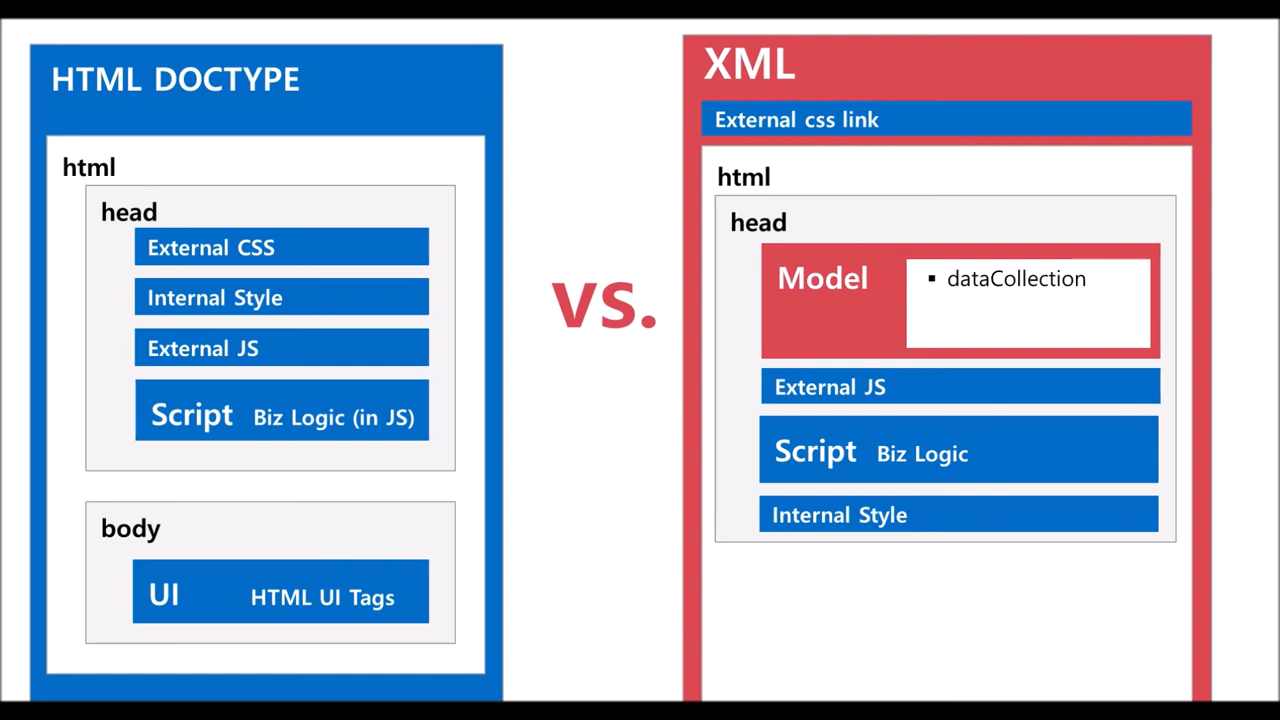 HTML DOCTYPE
html
head
External CSS
Internal Style
External JS
Script Biz Logic (in JS)
body
UI HTML UI Tags
VS.
XML
External css link
html
head
Model
▪ dataCollection
External JS
Script Biz Logic
Internal Style